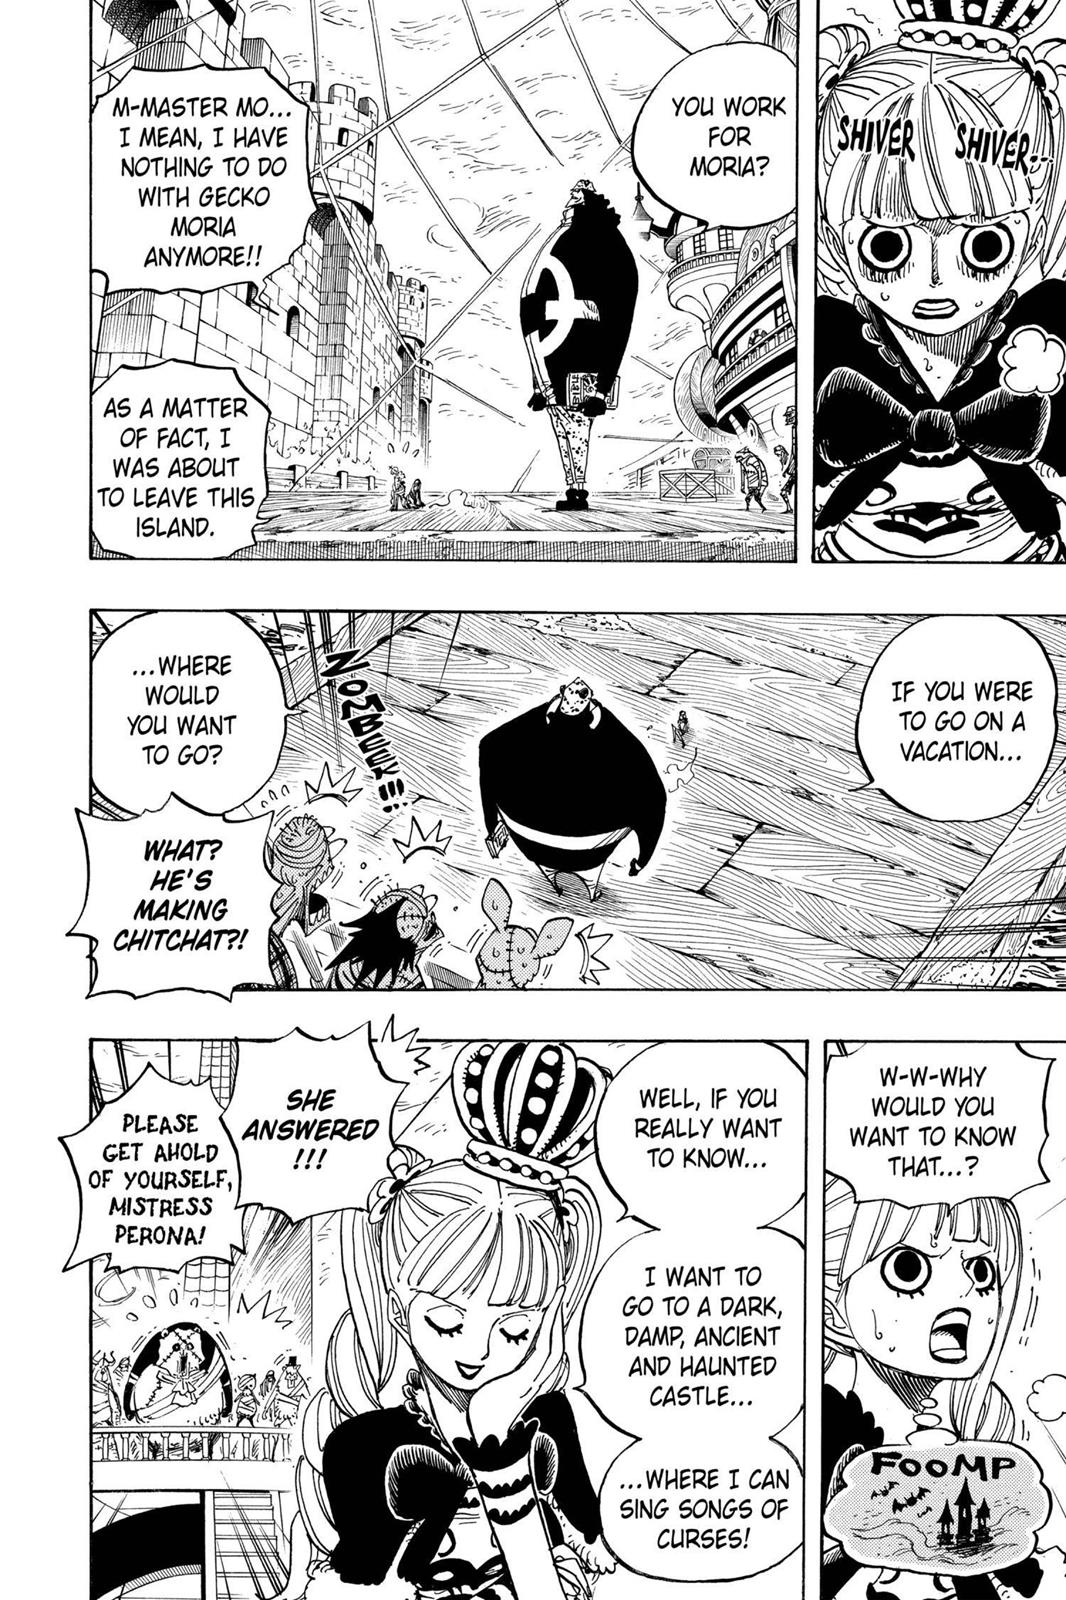 SHIVER
SHIVER...
YOU WORK
FOR
MORIA?
M-MASTER MO...
I MEAN, I HAVE
NOTHING TO DO
WITH GECKO
MORIA
ANYMORE!!
AS A MATTER
OF FACT, I
WAS ABOUT
TO LEAVE THIS
ISLAND.
IF YOU WERE
TO GO ON A
VACATION...
...WHERE
WOULD
YOU WANT
TO GO?
ZOMBEEK!!!
WHAT?
HE'S
MAKING
CHITCHAT?!
W-W-WHY
WOULD YOU
WANT TO KNOW
THAT...?
FOOMP
WELL, IF YOU
REALLY WANT
TO KNOW...
I WANT TO
GO TO A DARK,
DAMP, ANCIENT
AND HAUNTED
CASTLE...
...WHERE I CAN
SING SONGS OF
CURSES!
SHE
ANSWERED
!!!
PLEASE
GET AHOLD
OF YOURSELF,
MISTRESS
PERONA!